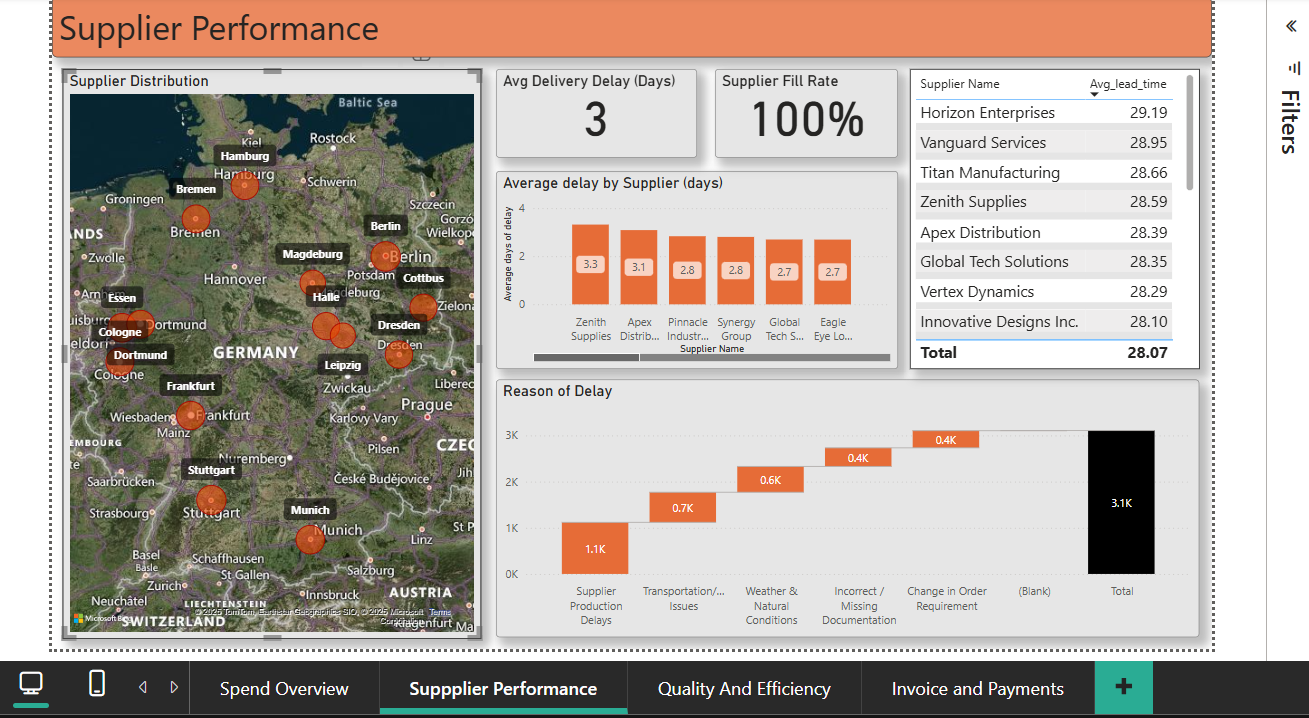 Supplier Performance
Supplier Distribution
Baltic Sea
Kiel
Rostock
Hamburg
Hamburg
Schwerin
Bremen
Groningen
Szczecin
Bremen
Gorzó
Wielkop
Berlin
NDS
Zwolle
Magdeburg
Berlin
Hannover
Potsdam
Cottbus
Arnhem
Essen
Magdeburg
Halle
Zielona
Dortmund
Cologne
Dresden
Dortmund
GERMANY
Dresden
Cologne
Leipzig
Frankfurt
Zwickau
Liberec
Prague
Wiesbaden
Frankfurt
Karlovy Vary
Mainz
EMBOURG
Pilsen
CZEC
Nuremberg
Stuttgart
Saarbrücken
České Budějovice
Jih
Strasbourg
Stuttgart
Munich
Munich
Linz
St P
Basel
Basle
Schaffhausen
St Gallen
Salzburg
Zurich
Innsbruck
AUSTRIA
Neuchâtel
LIECHTENSTEIN
© 2025 TomTom, Earthstar Geographics SIO, © 2025 Microsoft Corporation Terms
SWITZERLAND
Klagenfurt
Avg Delivery Delay (Days)
3
Supplier Fill Rate
100%
Supplier Name Avg_lead_time
Horizon Enterprises 29.19
Vanguard Services 28.95
Titan Manufacturing 28.66
Zenith Supplies 28.59
Apex Distribution 28.39
Global Tech Solutions 28.35
Vertex Dynamics 28.29
Innovative Designs Inc. 28.10
Total 28.07
Average delay by Supplier (days)
Average days of delay
4
2
0
3.3 3.1 2.8 2.8 2.7 2.7
Zenith Apex Pinnacle Synergy Global Eagle
Supplies Distrib... Industr... Group Tech S... Eye Lo...
Supplier Name
Reason of Delay
3K
2K
1K
0K
1.1K
0.7K
0.6K
0.4K
0.4K
3.1K
Supplier Transportation/... Weather & Incorrect / Change in Order (Blank) Total
Production Issues Natural Missing Requirement
Delays Conditions Documentation
Filters
Spend Overview
Suppplier Performance
Quality And Efficiency
Invoice and Payments